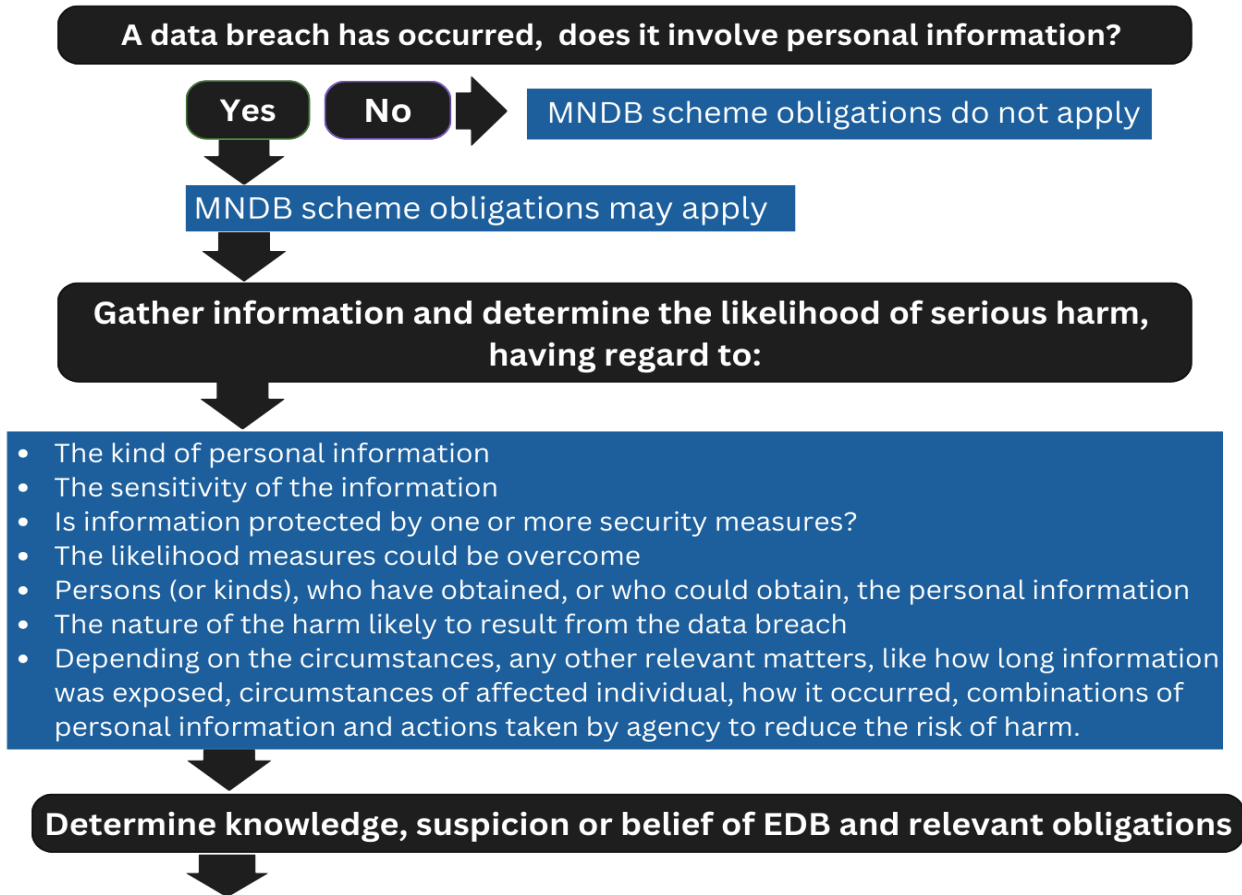 A data breach has occurred, does it involve personal information?
Yes
No
MNDB scheme obligations do not apply
MNDB scheme obligations may apply
Gather information and determine the likelihood of serious harm,
having regard to:
• The kind of personal information
• The sensitivity of the information
• Is information protected by one or more security measures?
• The likelihood measures could be overcome
• Persons (or kinds), who have obtained, or who could obtain, the personal information
• The nature of the harm likely to result from the data breach
• Depending on the circumstances, any other relevant matters, like how long information
was exposed, circumstances of affected individual, how it occurred, combinations of
personal information and actions taken by agency to reduce the risk of harm.
Determine knowledge, suspicion or belief of EDB and relevant obligations